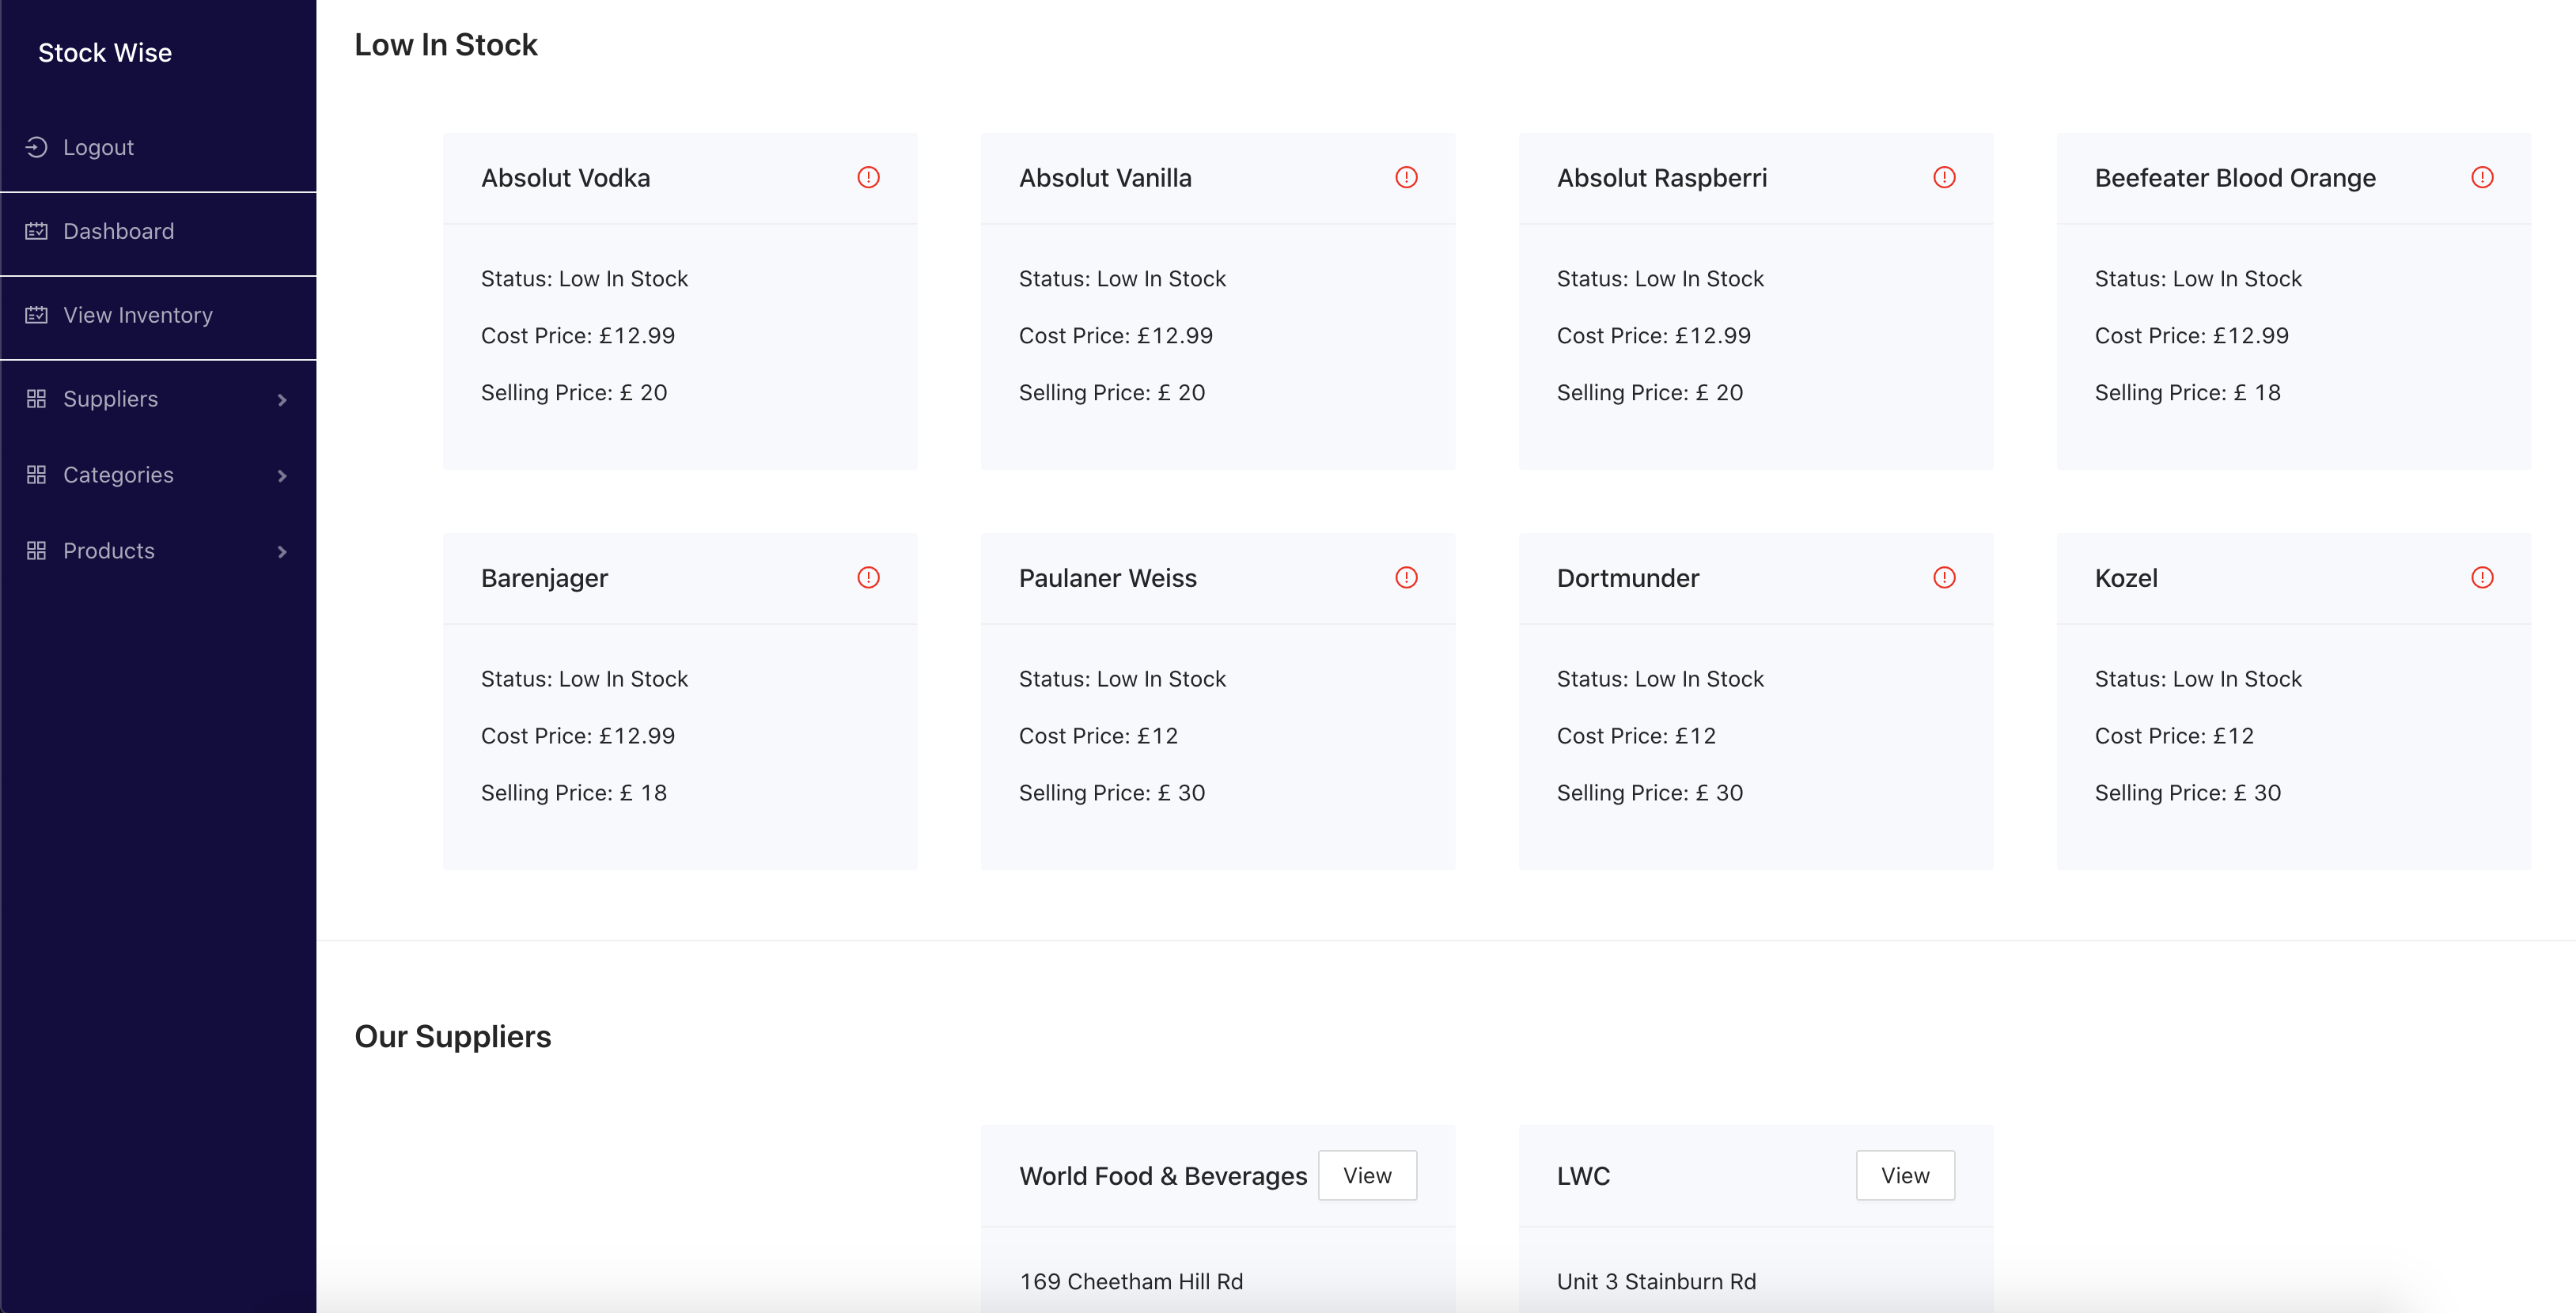 Stock Wise
Logout
Dashboard
View Inventory
Suppliers
Categories
Products
Low In Stock
Absolut Vodka
Status: Low In Stock
Cost Price: £12.99
Selling Price: £ 20
Absolut Vanilla
Status: Low In Stock
Cost Price: £12.99
Selling Price: £ 20
Absolut Raspberri
Status: Low In Stock
Cost Price: £12.99
Selling Price: £ 20
Beefeater Blood Orange
Status: Low In Stock
Cost Price: £12.99
Selling Price: £ 18
Barenjager
Status: Low In Stock
Cost Price: £12.99
Selling Price: £ 18
Paulaner Weiss
Status: Low In Stock
Cost Price: £12
Selling Price: £ 30
Dortmunder
Status: Low In Stock
Cost Price: £12
Selling Price: £ 30
Kozel
Status: Low In Stock
Cost Price: £12
Selling Price: £ 30
Our Suppliers
World Food & Beverages View
169 Cheetham Hill Rd
LWC View
Unit 3 Stainburn Rd